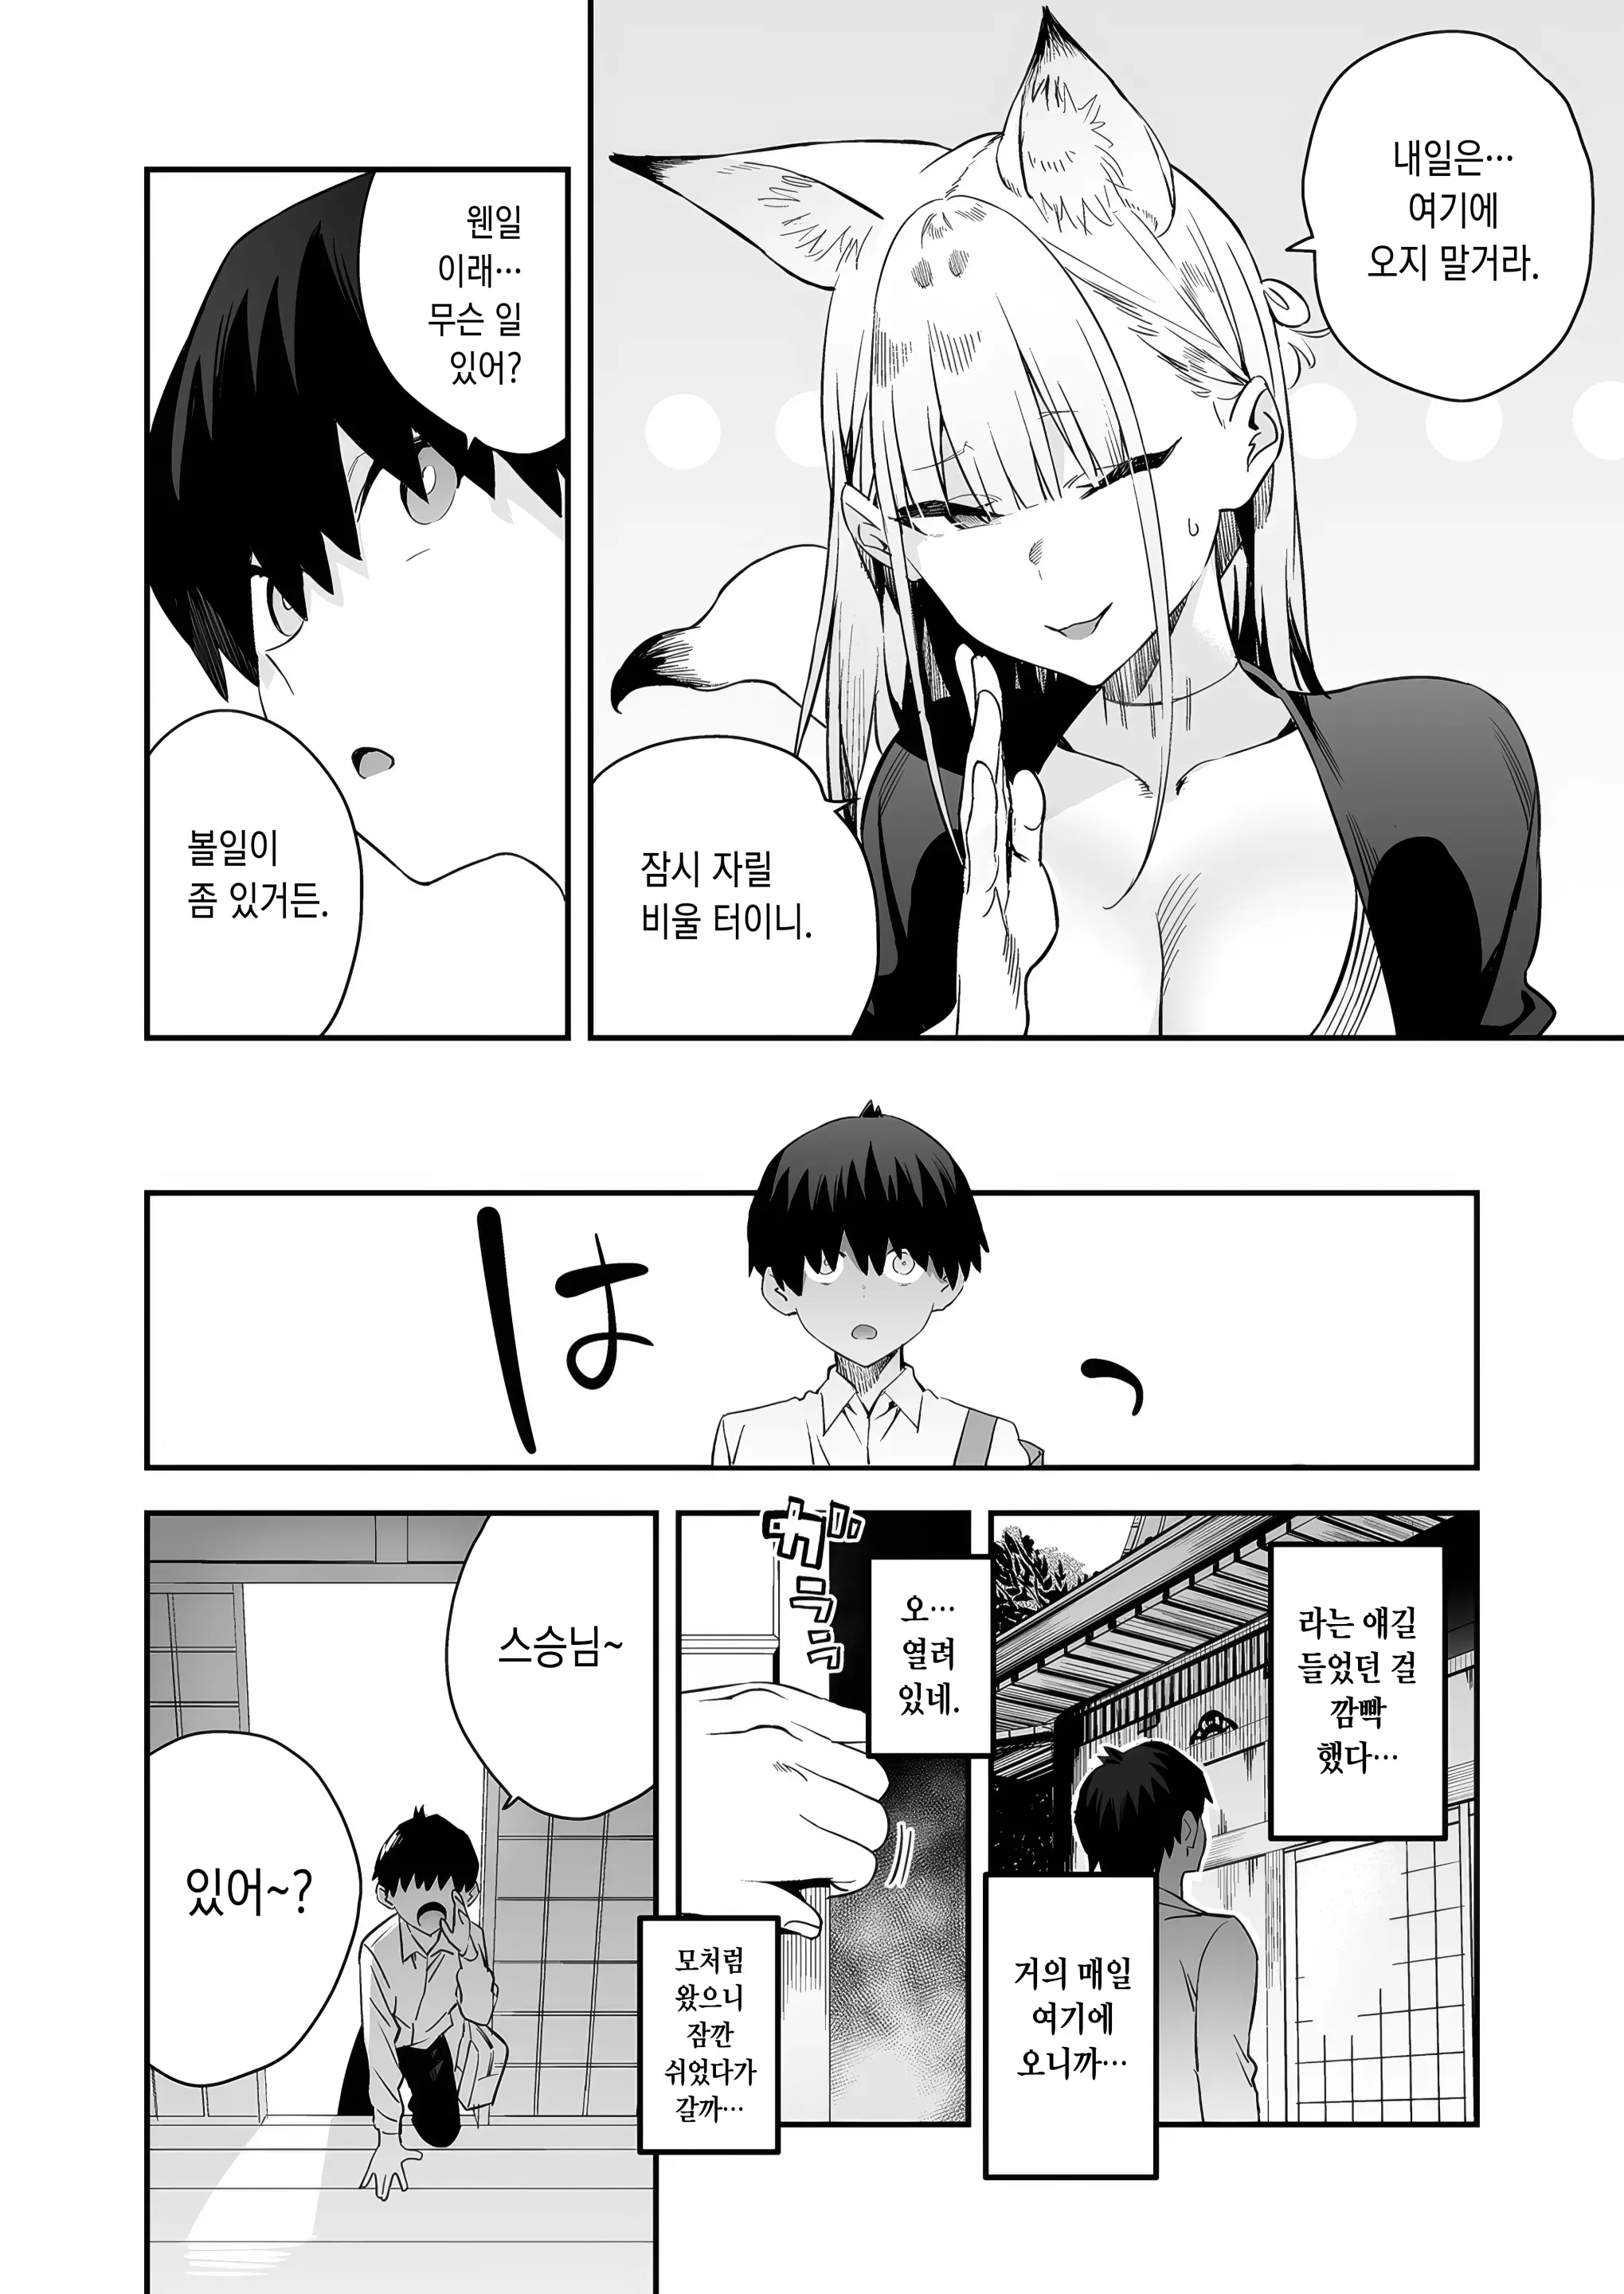 내일은…
여기에
오지 말거라.
잠시 자릴
비울 터이니.
웬일
이래…
무슨 일
있어?
볼일이
좀 있거든.
はっ
라는 얘길
들었던 걸
깜빡
했다…
거의 매일
여기에
오니까…
오…
열려
있네.
ガララ
모처럼
왔으니
잠깐
쉬었다가
갈까…
스승님~
있어~?